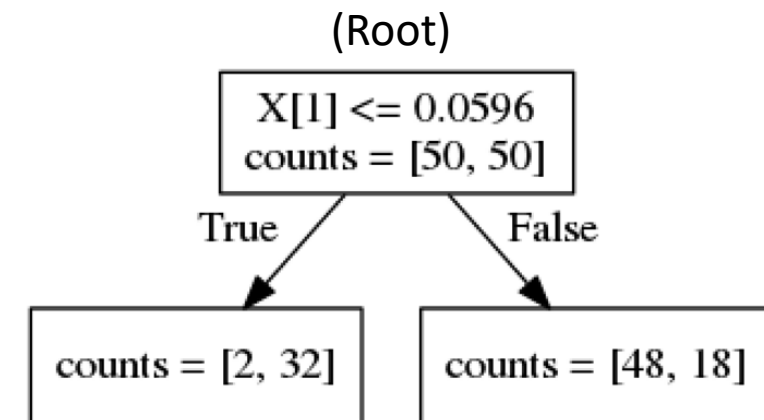 (Root)
X[1] <= 0.0596
counts = [50, 50]
True
False
counts = [2, 32]
counts = [48, 18]